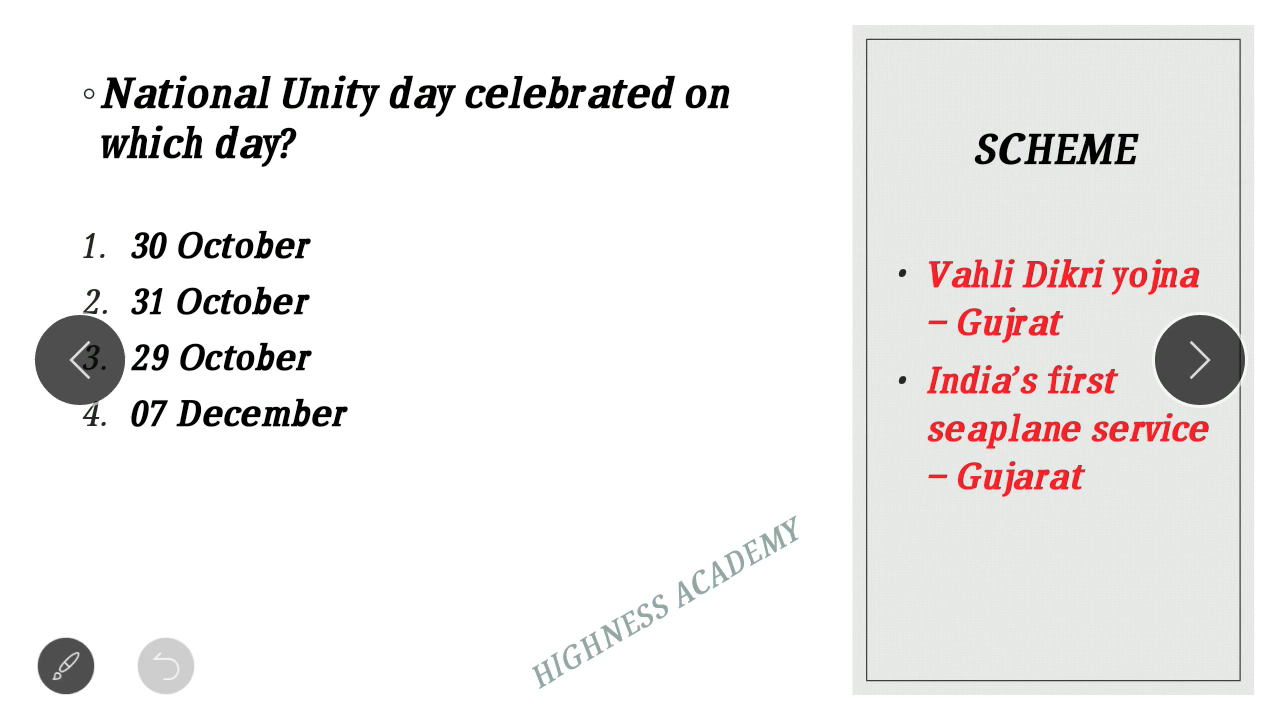 ◦National Unity day celebrated on
which day?
1. 30 October
2. 31 October
3. 29 October
4. 07 December
HIGHNESS ACADEMY
SCHEME
• Vahli Dikri yojna
– Gujrat
• India’s first
seaplane service
– Gujarat